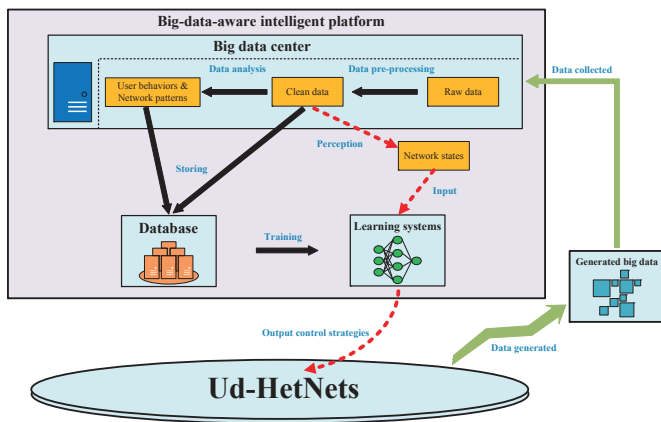 Big-data-aware intelligent platform
Big data center
Data analysis
Data pre-processing
Data collected
User behaviors &
Network patterns
Clean data
Raw data
Perception
Network states
Storing
Input
Database
Training
Learning systems
Generated big data
Output control strategies
Data generated
Ud-HetNets